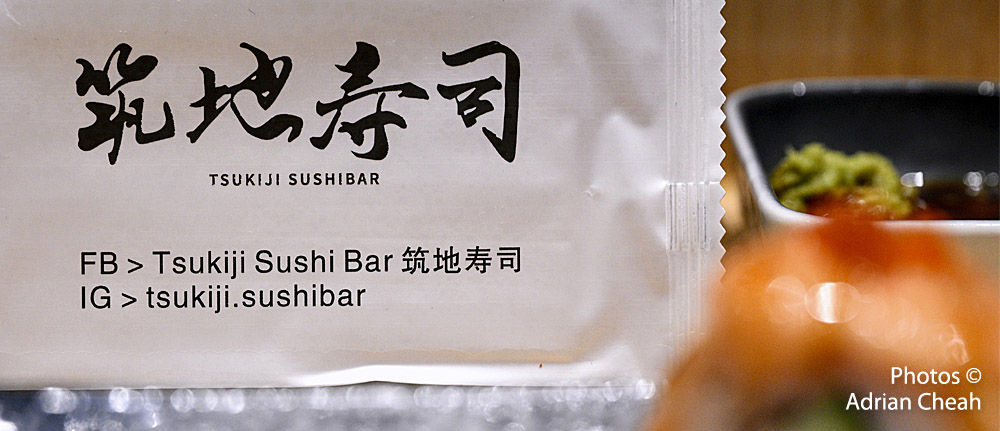 筑地寿司
TSUKIJI SUSHIBAR
FB > Tsukiji Sushi Bar 筑地寿司
IG > tsukiji.sushibar
Photos ©
Adrian Cheah